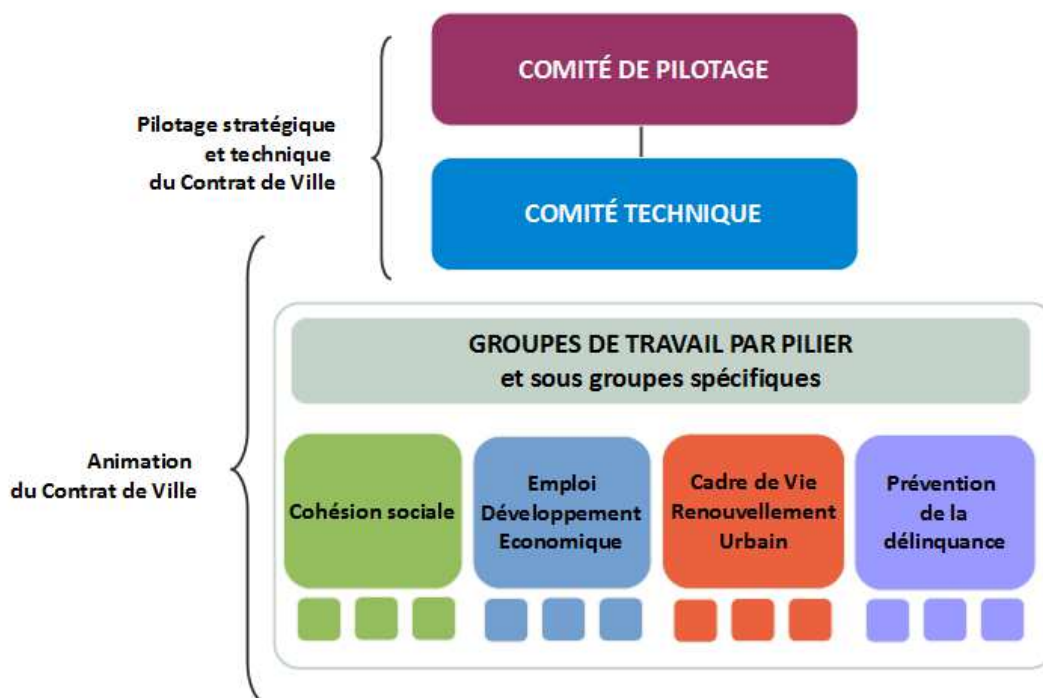 COMITÉ DE PILOTAGE
Pilotage stratégique
et technique
du Contrat de Ville
COMITÉ TECHNIQUE
GROUPES DE TRAVAIL PAR PILIER
et sous groupes spécifiques
Animation
du Contrat de Ville
Cohésion sociale
Emploi
Développement
Economique
Cadre de Vie
Renouvellement
Urbain
Prévention
de la
délinquance